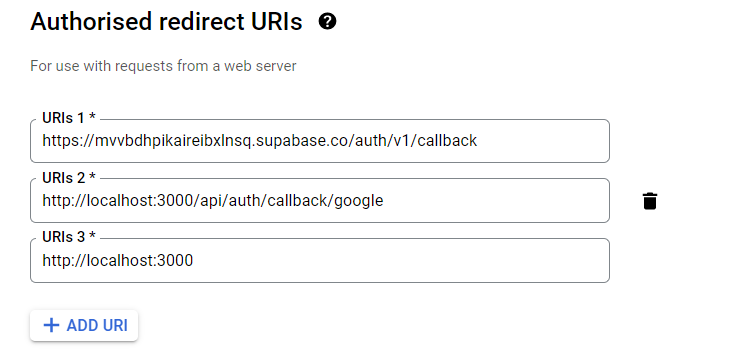 Authorised redirect URIs
For use with requests from a web server
URIs 1 *
https://mvvbdhpikaireibxlnsq.supabase.co/auth/v1/callback
URIs 2 *
http://localhost:3000/api/auth/callback/google
URIs 3 *
http://localhost:3000
+ ADD URI